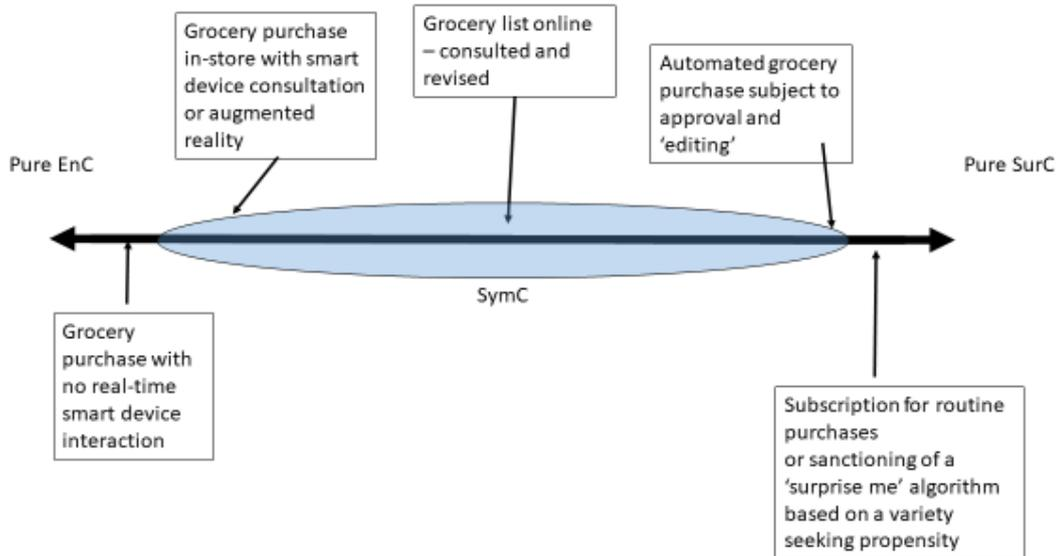 Grocery purchase
in-store with smart
device consultation
or augmented
reality
Grocery list online
– consulted and
revised
Automated grocery
purchase subject to
approval and
‘editing’
Pure EnC
Pure SurC
SymC
Grocery
purchase with
no real-time
smart device
interaction
Subscription for routine
purchases
or sanctioning of a
‘surprise me’ algorithm
based on a variety
seeking propensity